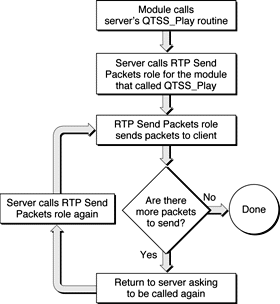 Module calls
server's QTSS_Play routine
Server calls RTP Send
Packets role for the module
that called QTSS_Play
RTP Send Packets role
sends packets to client
Are there
more packets
to send?
No
Done
Yes
Return to server asking
to be called again
Server calls RTP Send
Packets role again